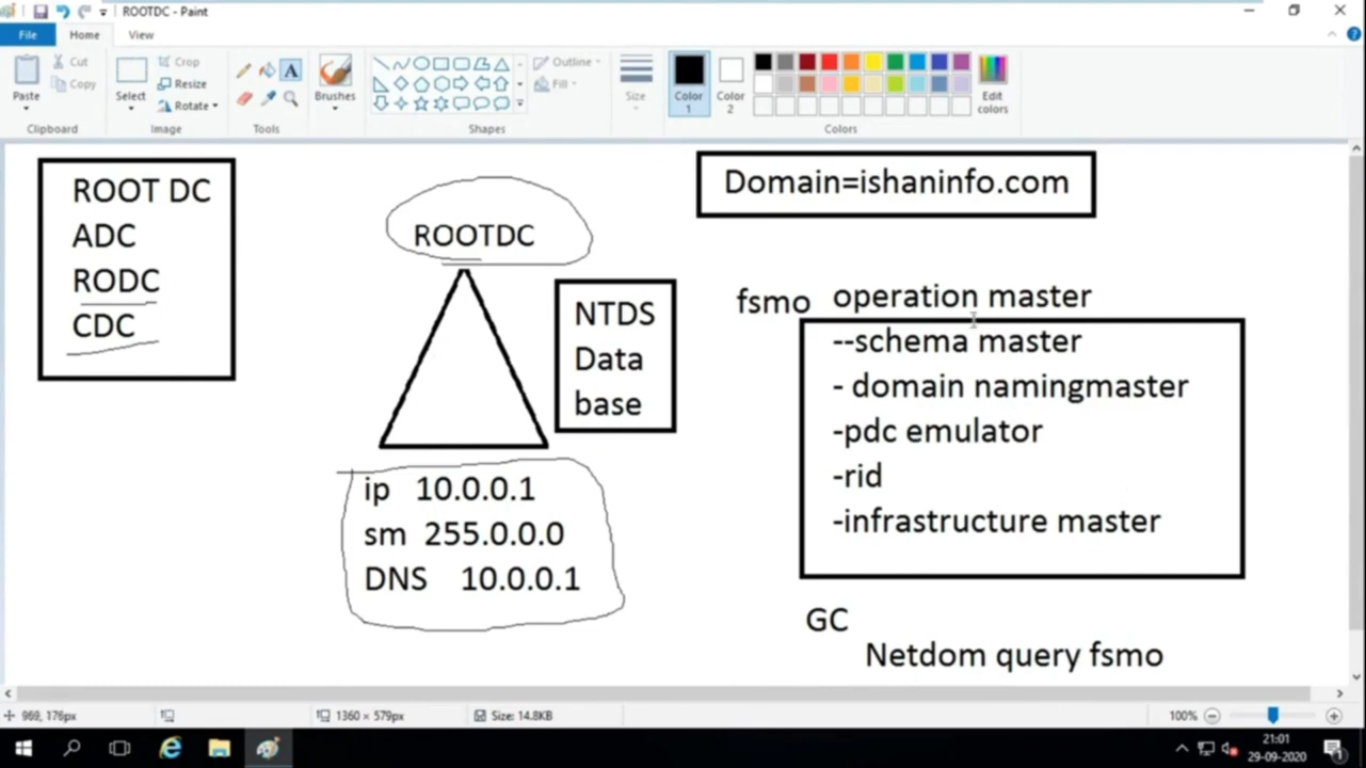 ROOTDC - Paint
File Home View
Paste
Cut
Copy
Clipboard
Select
Crop
Resize
Rotate
Image
A
Tools
Brushes
Outline
Fill
Shapes
Size
Color 1
Color 2
Edit colors
Colors
ROOT DC
ADC
RODC
CDC
ROOTDC
NTDS
Data
base
ip 10.0.0.1
sm 255.0.0.0
DNS 10.0.0.1
Domain=ishaninfo.com
fsmo operation master
--schema master
- domain namingmaster
-pdc emulator
-rid
-infrastructure master
GC
Netdom query fsmo
969, 176px
1360 × 579px
Size: 14.8KB
100%
21:01
29-09-2020